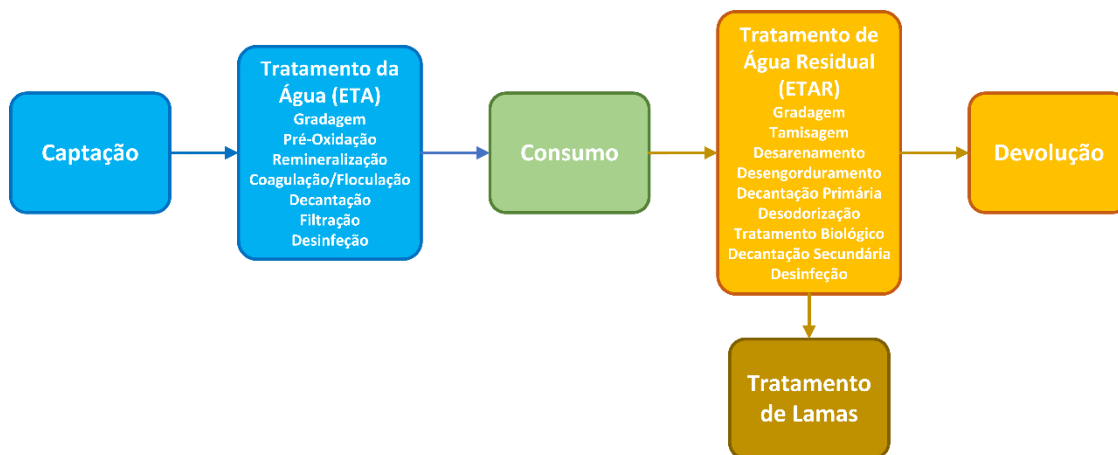 Captação
Tratamento da
Água (ETA)
Gradagem
Pré-Oxidação
Remineralização
Coagulação/Floculação
Decantação
Filtração
Desinfeção
Consumo
Tratamento de
Água Residual
(ETAR)
Gradagem
Tamisagem
Desarenamento
Desengorduramento
Decantação Primária
Desodorização
Tratamento Biológico
Decantação Secundária
Desinfeção
Devolução
Tratamento
de Lamas